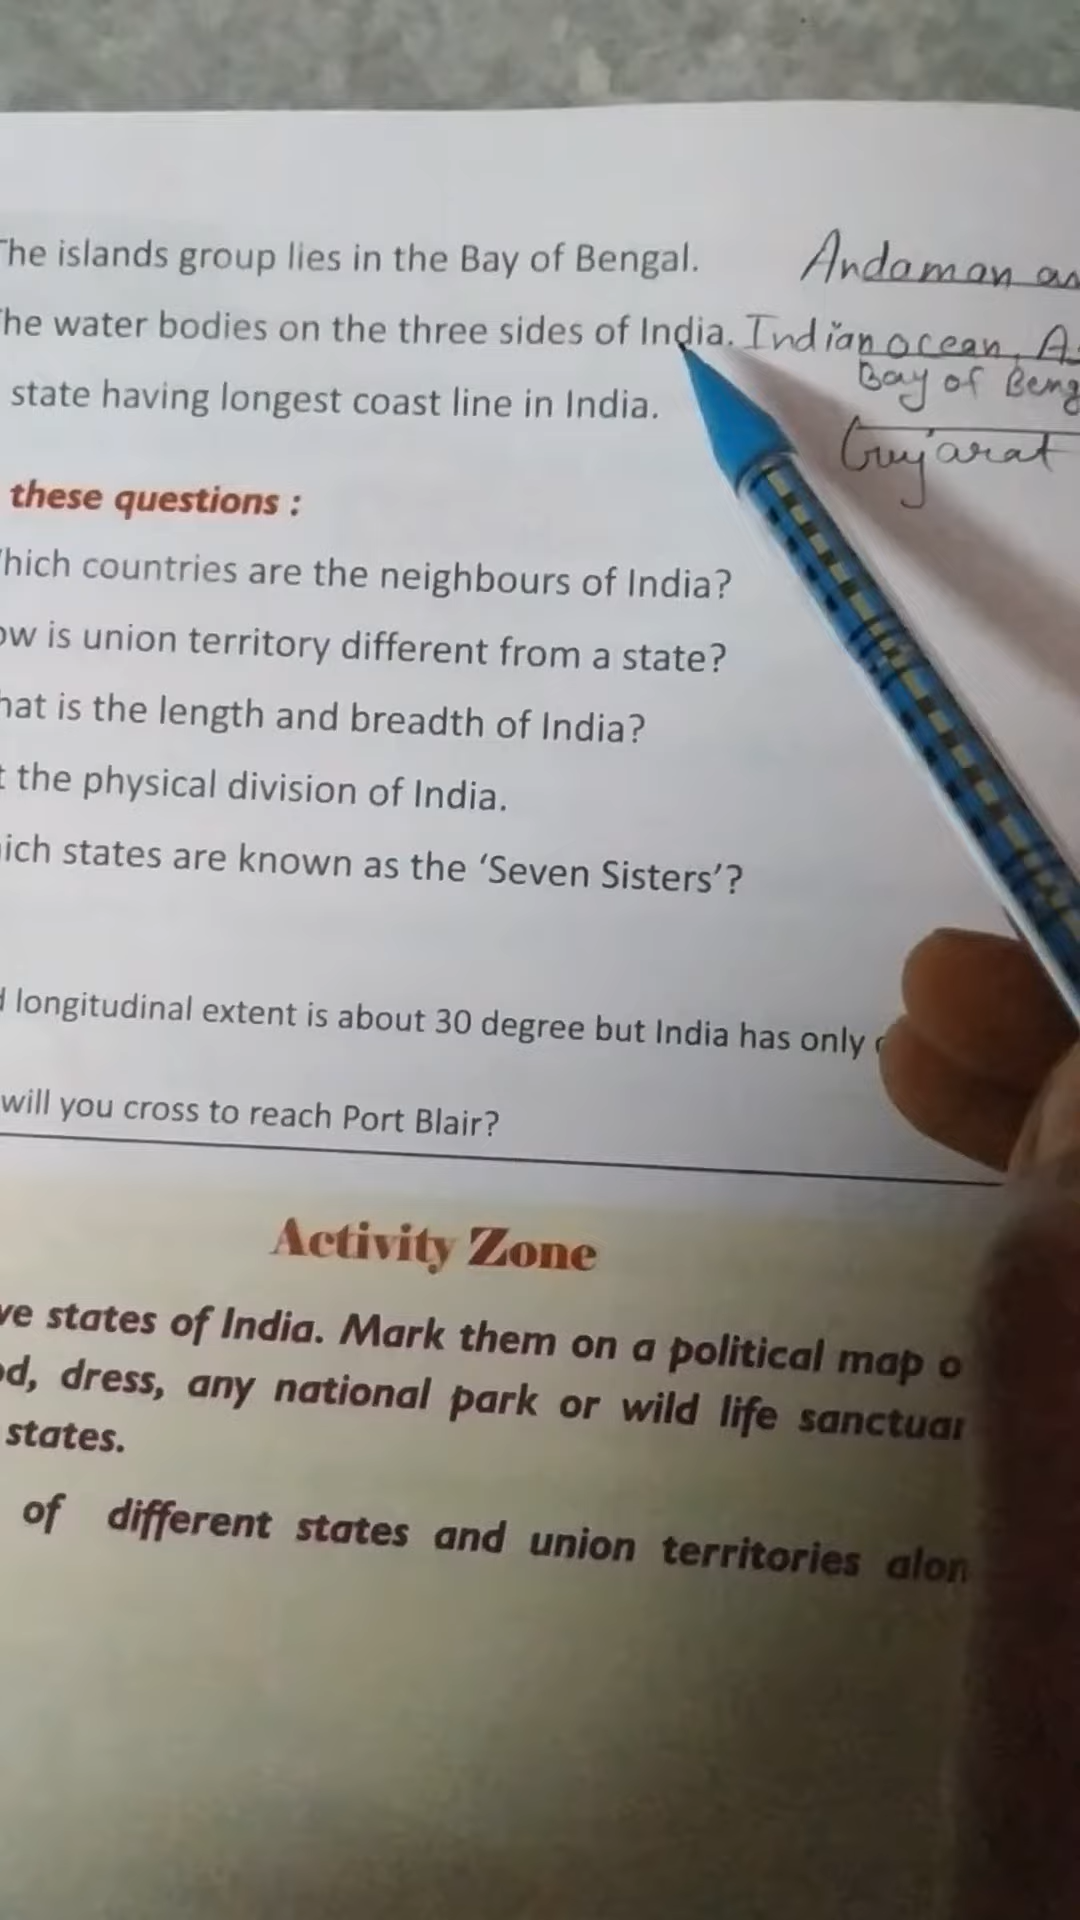 The islands group lies in the Bay of Bengal. Andaman
The water bodies on the three sides of India. Indian ocean,
Bay of Beng
state having longest coast line in India. Gujarat
these questions :
Which countries are the neighbours of India?
ow is union territory different from a state?
hat is the length and breadth of India?
the physical division of India.
ich states are known as the ‘Seven Sisters’?
longitudinal extent is about 30 degree but India has only
will you cross to reach Port Blair?
Activity Zone
ve states of India. Mark them on a political map o
od, dress, any national park or wild life sanctuar
states.
of different states and union territories alon